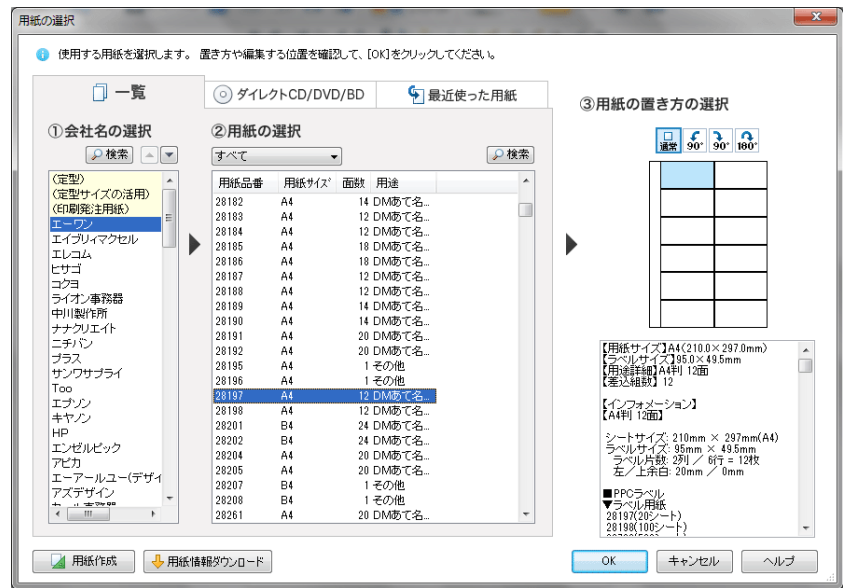 用紙の選択
使用する用紙を選択します。 置き方や編集する位置を確認して、[OK]をクリックしてください。
一覧
ダイレクトCD/DVD/BD
最近使った用紙
①会社名の選択
検索
(定型)
(定型サイズの活用)
(印刷発注用紙)
エーワン
エイブリィマクセル
エレコム
ヒサゴ
コクヨ
ライオン事務器
中川製作所
ナナクリエイト
ニチバン
プラス
サンワサプライ
Too
エプソン
キヤノン
HP
エンゼルピック
アピカ
エーアールユー(デザイ
アズデザイン
②用紙の選択
すべて
検索
用紙品番 用紙サイズ 面数 用途
28182 A4 14 DMあて名...
28183 A4 12 DMあて名...
28184 A4 12 DMあて名...
28185 A4 18 DMあて名...
28186 A4 18 DMあて名...
28187 A4 12 DMあて名...
28188 A4 12 DMあて名...
28189 A4 14 DMあて名...
28190 A4 14 DMあて名...
28191 A4 20 DMあて名...
28192 A4 20 DMあて名...
28195 A4 1 その他
28196 A4 1 その他
28197 A4 12 DMあて名...
28198 A4 12 DMあて名...
28201 B4 24 DMあて名...
28202 B4 24 DMあて名...
28204 A4 20 DMあて名...
28205 A4 20 DMあて名...
28207 B4 1 その他
28208 B4 1 その他
28261 A4 20 DMあて名...
③用紙の置き方の選択
通常 90° 90° 180°
【用紙サイズ】A4(210.0×297.0mm)
【ラベルサイズ】95.0×49.5mm
【用途詳細】A4判 12面
【差込組数】 12
【インフォメーション】
【A4判 12面】
シートサイズ: 210mm × 297mm(A4)
ラベルサイズ: 95mm × 49.5mm
ラベル片数: 2列 / 6行 = 12枚
左/上余白: 20mm / 0mm
■PPCラベル
▼ラベル用紙
28197(20シート)
28198(100シート)
用紙作成
用紙情報ダウンロード
OK
キャンセル
ヘルプ